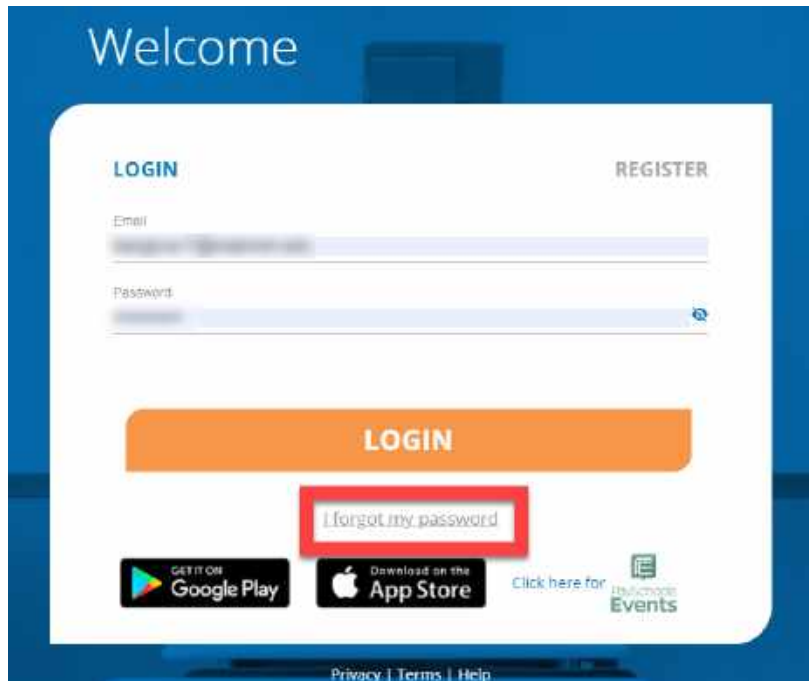 Welcome
LOGIN
REGISTER
Email
Password
LOGIN
I forgot my password
GET IT ON
Google Play
Download on the
App Store
Click here for
PaySchools
Events
Privacy | Terms | Help